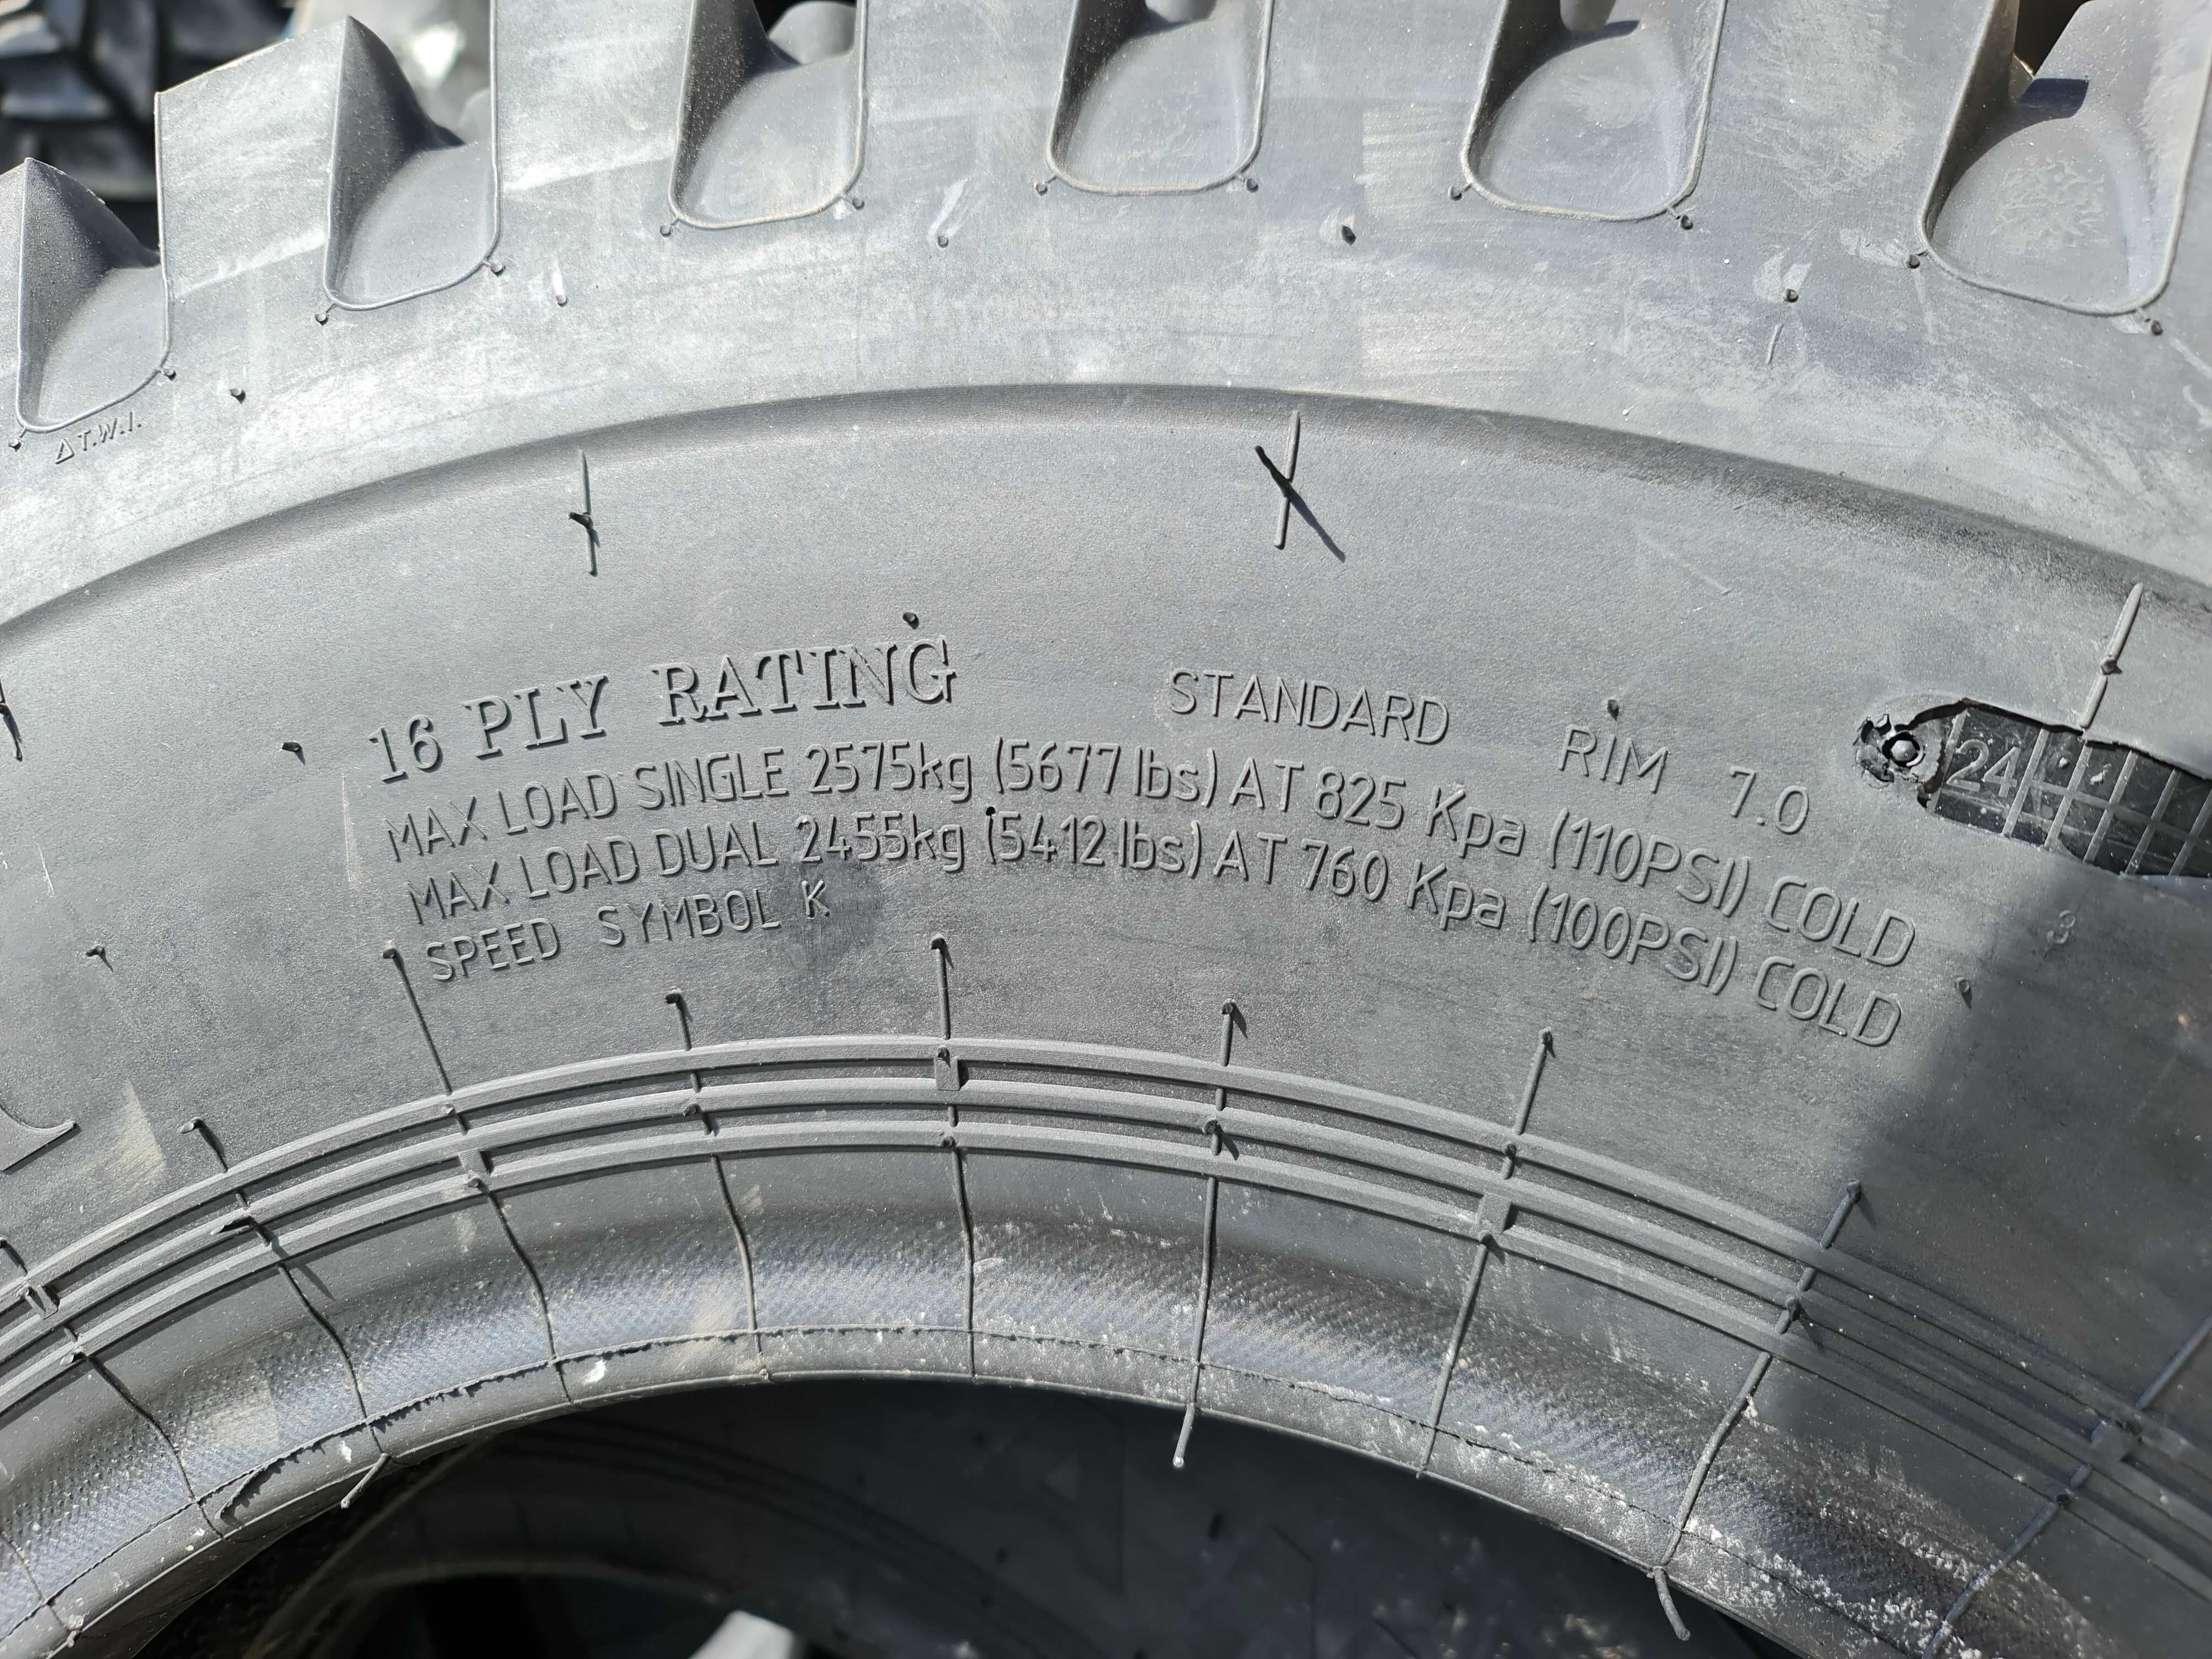 △T.W.I.
16 PLY RATING
STANDARD RIM 7.0
24
MAX LOAD SINGLE 2575kg (5677 lbs) AT 825 Kpa (110PSI) COLD
MAX LOAD DUAL 2455kg (5412 lbs) AT 760 Kpa (100PSI) COLD
SPEED SYMBOL K
3